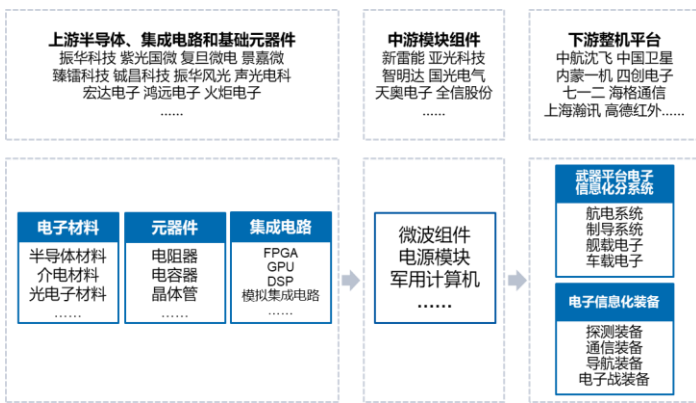 上游半导体、集成电路和基础元器件
振华科技 紫光国微 复旦微电 景嘉微
臻镭科技 铖昌科技 振华风光 声光电科
宏达电子 鸿远电子 火炬电子
......
中游模块组件
新雷能 亚光科技
智明达 国光电气
天奥电子 全信股份
......
下游整机平台
中航沈飞 中国卫星
内蒙一机 四创电子
七一二 海格通信
上海瀚讯 高德红外......
电子材料
半导体材料
介电材料
光电子材料
......
元器件
电阻器
电容器
晶体管
......
集成电路
FPGA
GPU
DSP
模拟集成电路
......
微波组件
电源模块
军用计算机
......
武器平台电子
信息化分系统
航电系统
制导系统
舰载电子
车载电子
电子信息化装备
探测装备
通信装备
导航装备
电子战装备